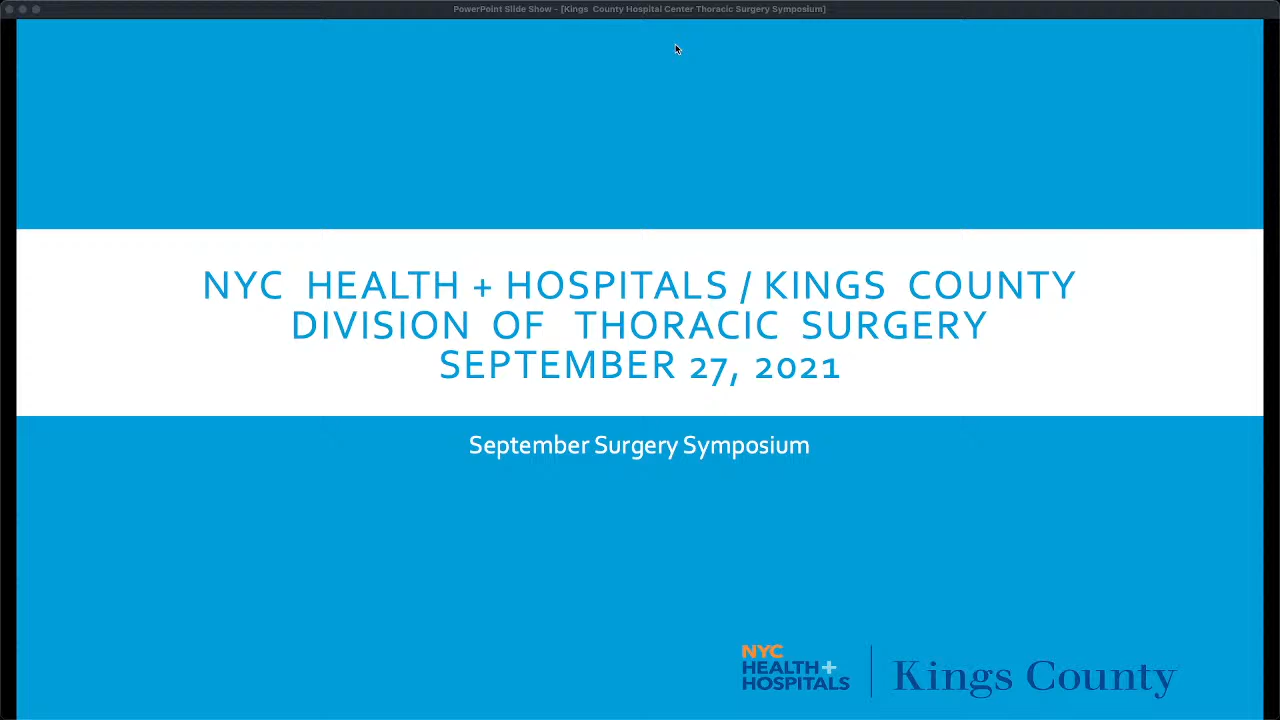 PowerPoint Slide Show - [Kings County Hospital Center Thoracic Surgery Symposium]
NYC HEALTH + HOSPITALS / KINGS COUNTY
DIVISION OF THORACIC SURGERY
SEPTEMBER 27, 2021
September Surgery Symposium
NYC
HEALTH+
HOSPITALS
Kings County